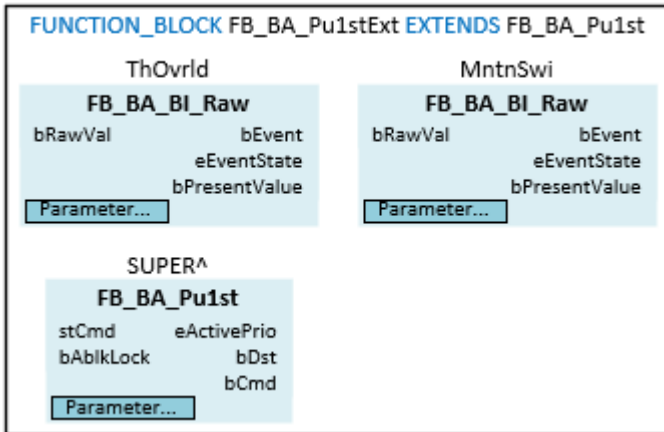 FUNCTION_BLOCK FB_BA_Pu1stExt EXTENDS FB_BA_Pu1st
ThOvrld
FB_BA_BI_Raw
bRawVal bEvent
eEventState
bPresentValue
Parameter...
MntnSwi
FB_BA_BI_Raw
bRawVal bEvent
eEventState
bPresentValue
Parameter...
SUPER^
FB_BA_Pu1st
stCmd eActivePrio
bAblkLock bDst
bCmd
Parameter...